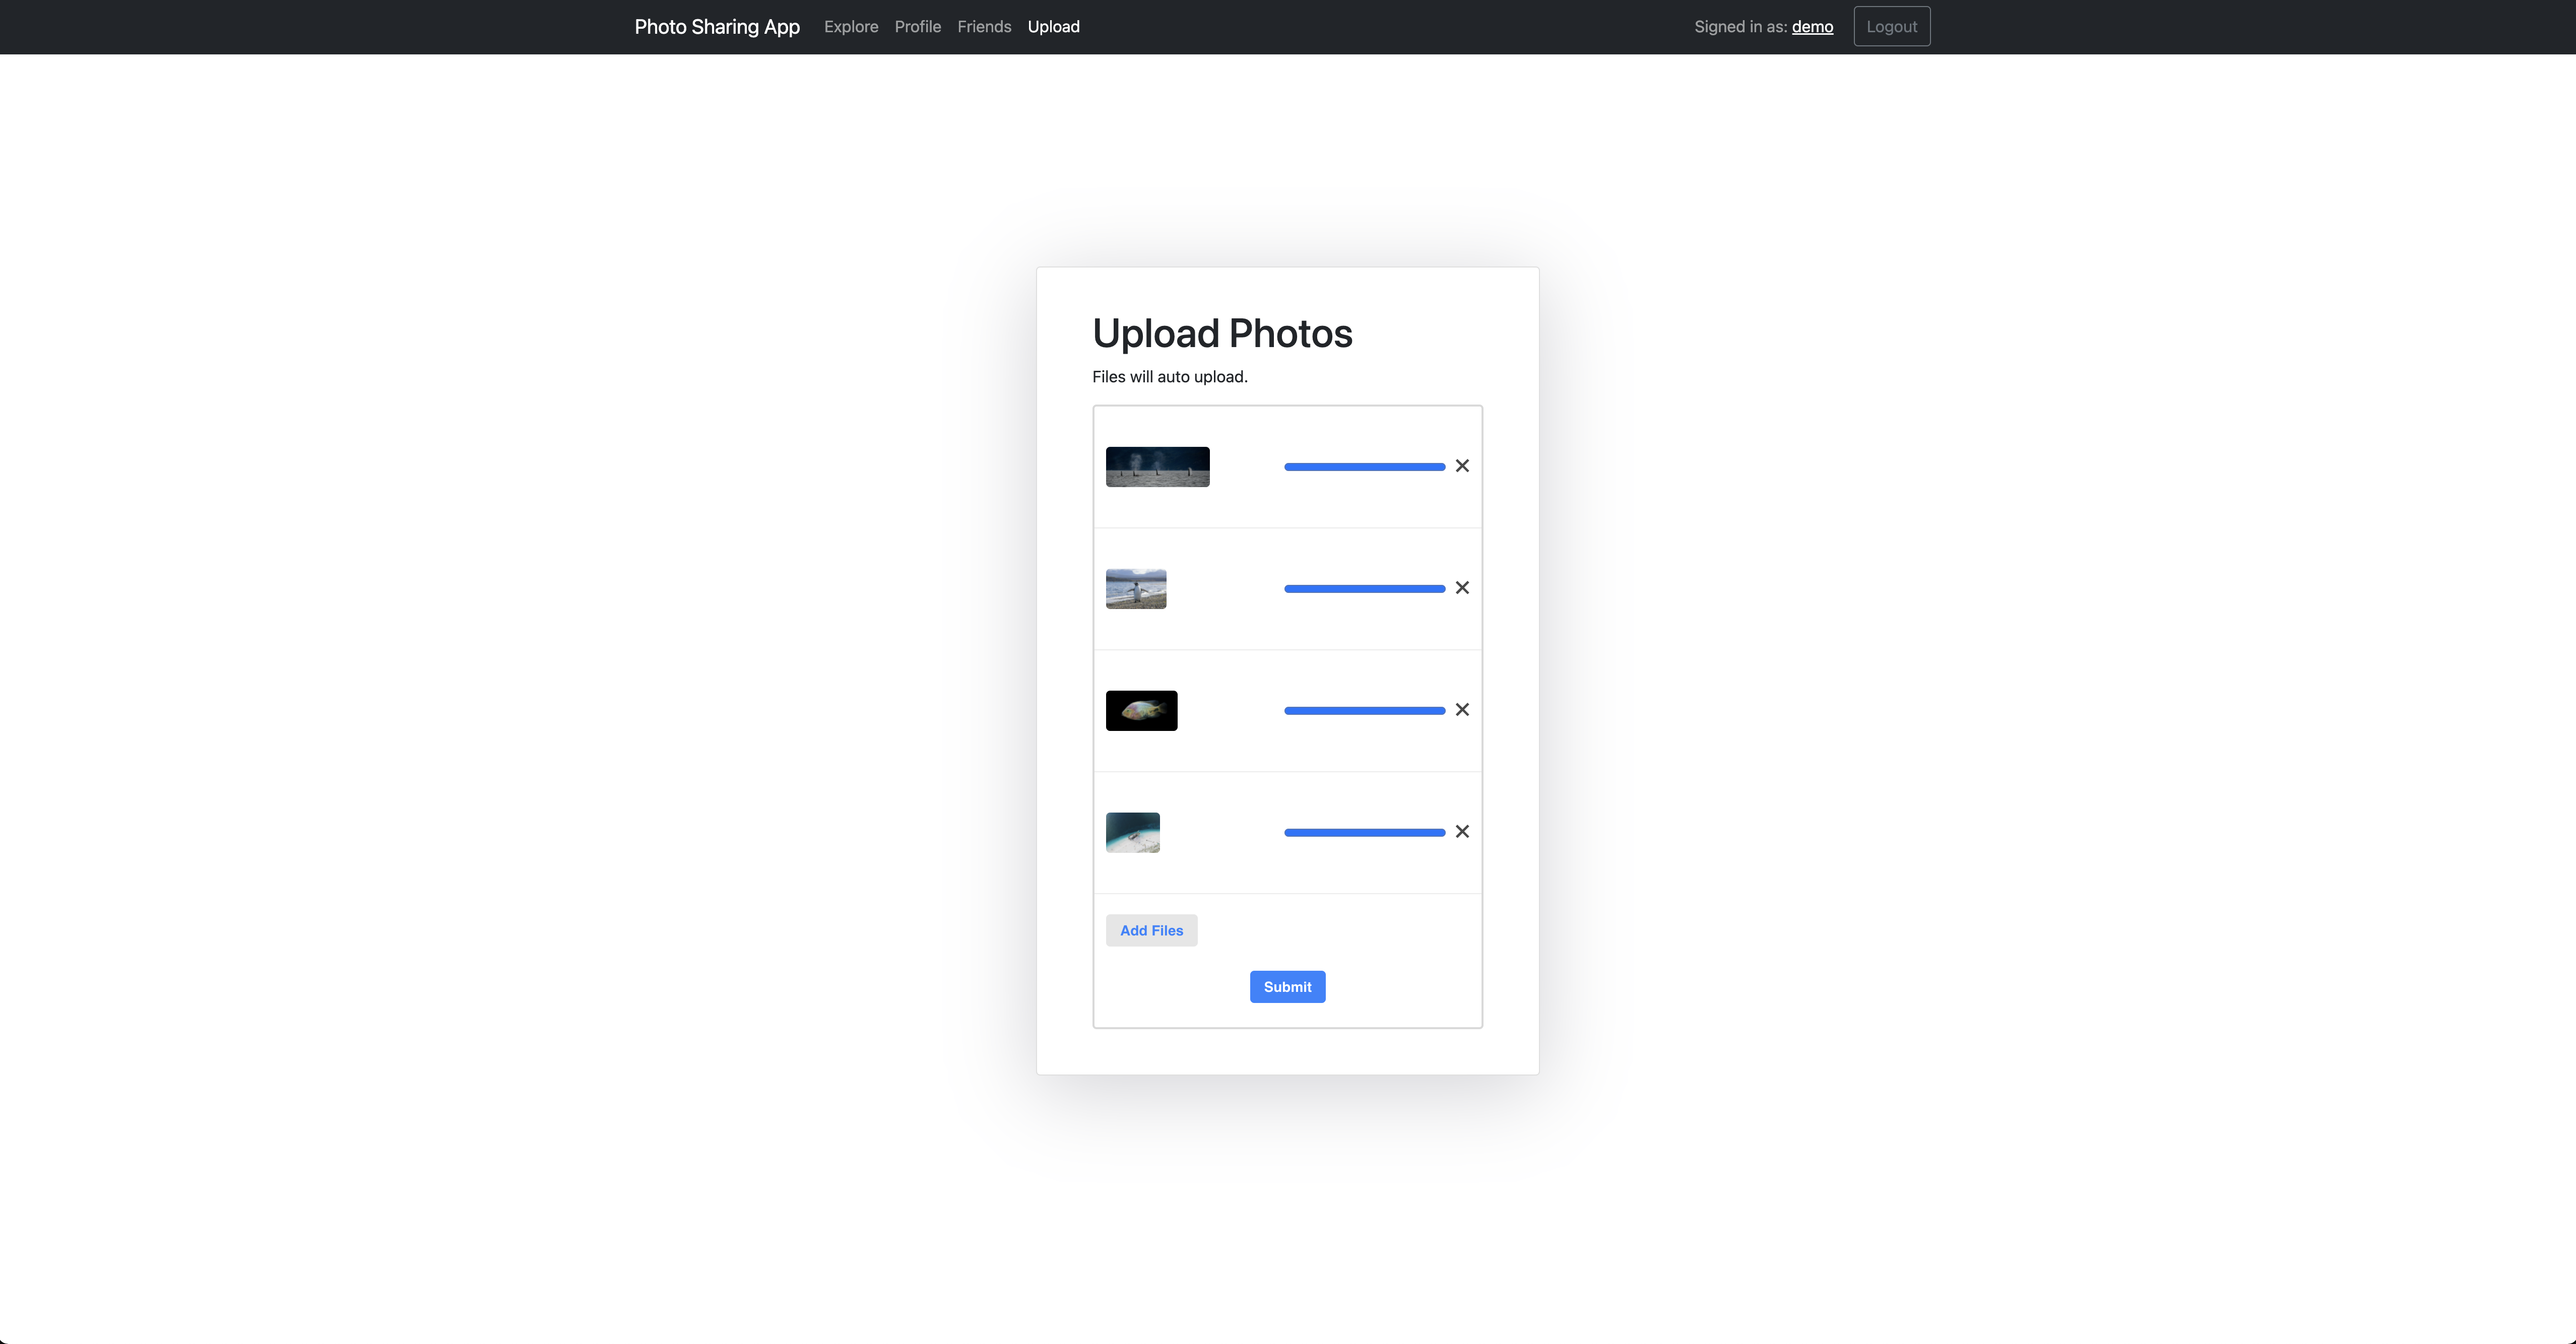 Photo Sharing App Explore Profile Friends Upload Signed in as: demo Logout
Upload Photos
Files will auto upload.
Add Files
Submit